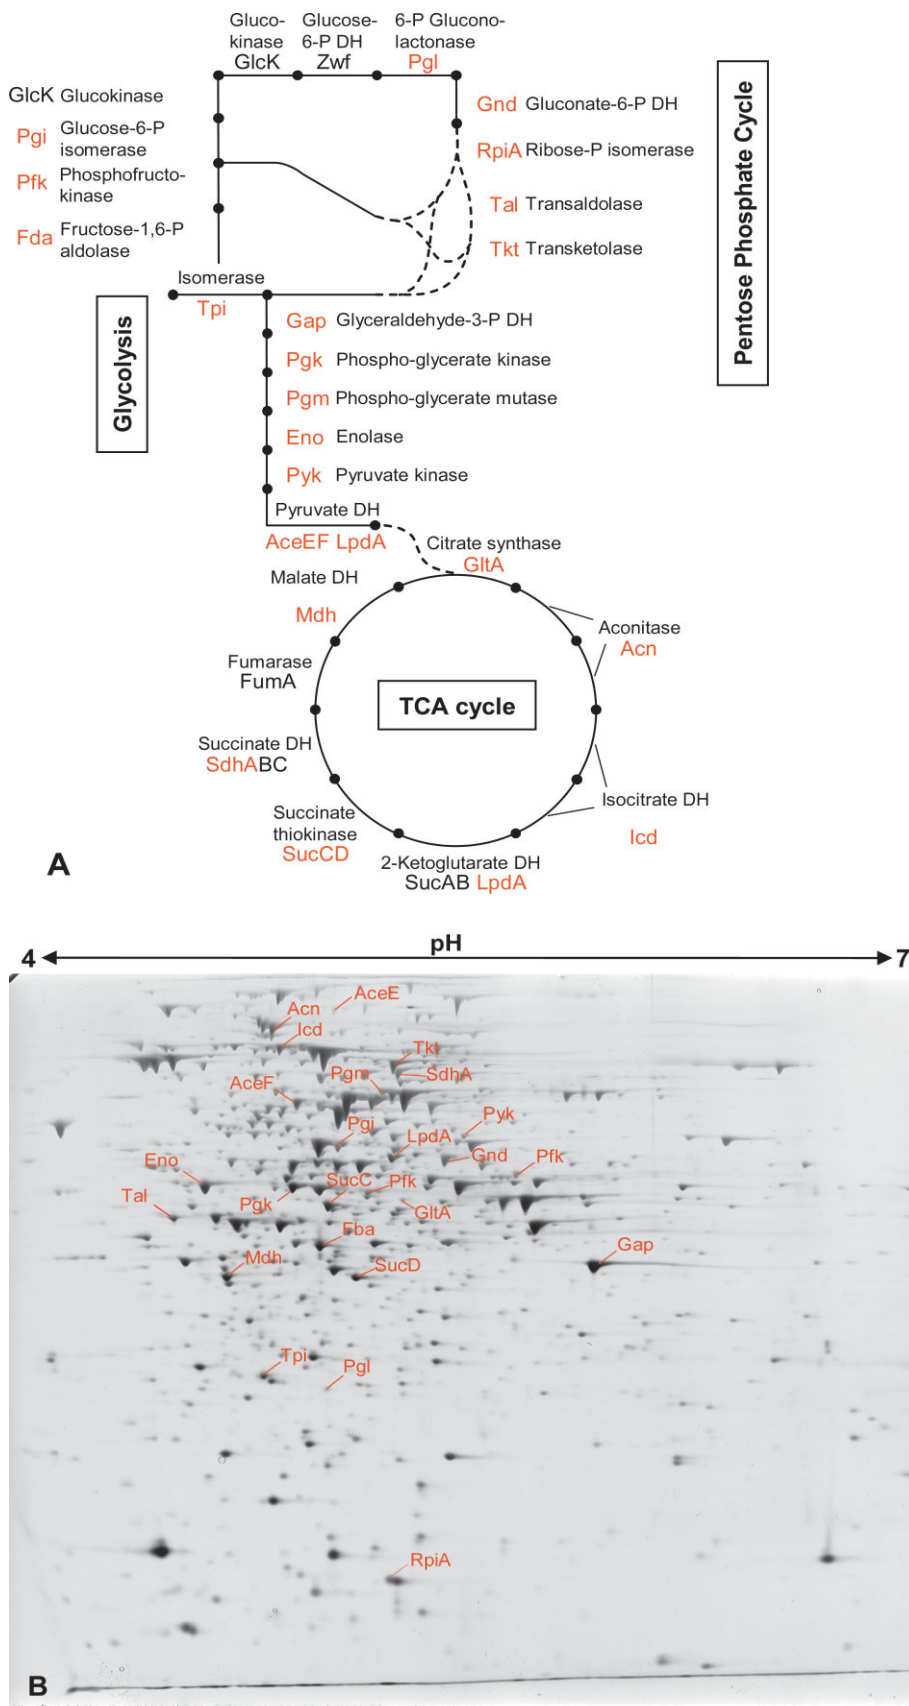 Gluco-
kinase
GlcK
Glucose-
6-P DH
Zwf
6-P Glucono-
lactonase
Pgl
GlcK Glucokinase
Pgi Glucose-6-P
isomerase
Pfk Phosphofructo-
kinase
Fda Fructose-1,6-P
aldolase
Gnd Gluconate-6-P DH
RpiA Ribose-P isomerase
Tal Transaldolase
Tkt Transketolase
Pentose Phosphate Cycle
Isomerase
Tpi
Glycolysis
Gap Glyceraldehyde-3-P DH
Pgk Phospho-glycerate kinase
Pgm Phospho-glycerate mutase
Eno Enolase
Pyk Pyruvate kinase
Pyruvate DH
AceEF LpdA
Citrate synthase
GltA
Malate DH
Mdh
Aconitase
Acn
Fumarase
FumA
TCA cycle
Succinate DH
SdhABC
Isocitrate DH
Icd
Succinate
thiokinase
SucCD
2-Ketoglutarate DH
SucAB LpdA
A
pH
4
7
AceE
Acn
Icd
Tkt
SdhA
Pgm
AceF
Pyk
Pgi
LpdA
Gnd
Pfk
Eno
SucC
Pfk
Pgk
Tal
GltA
Fba
Gap
Mdh
SucD
Tpi
Pgl
RpiA
B